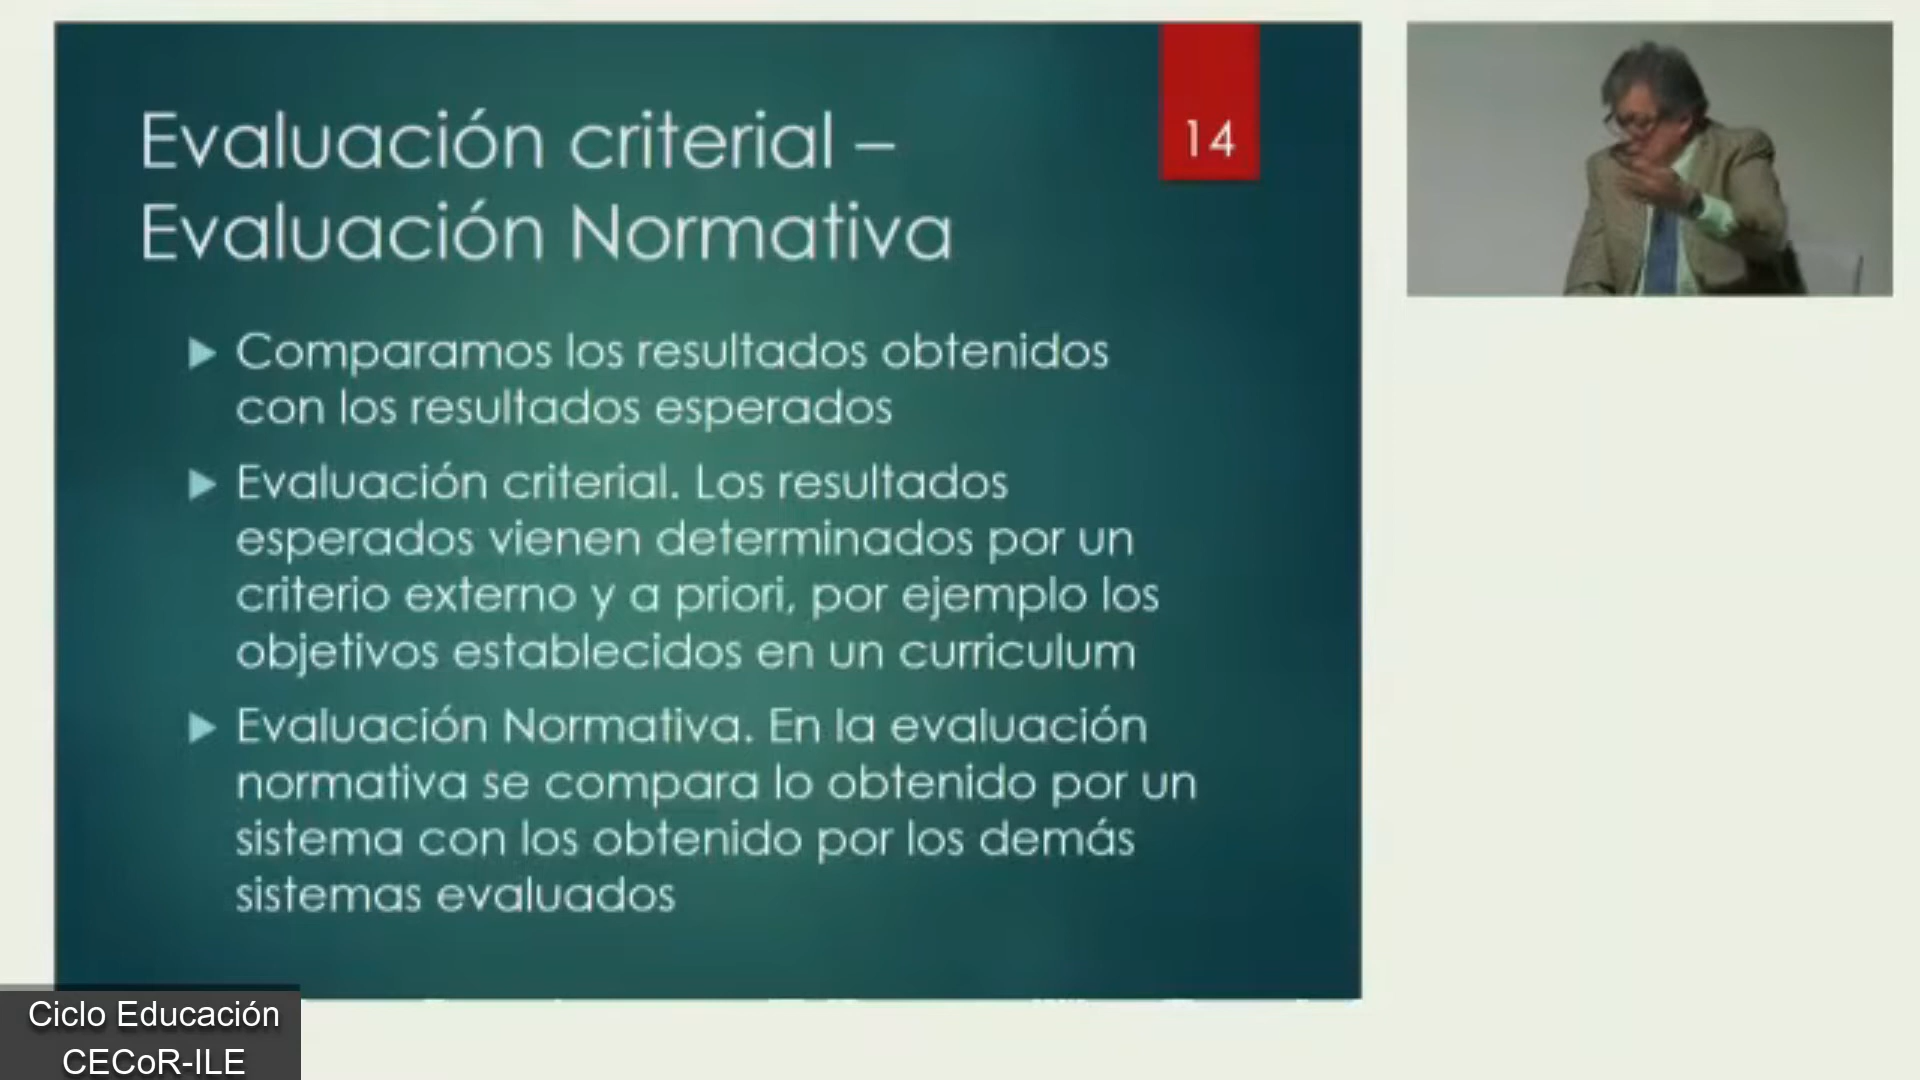 Evaluación criterial –
Evaluación Normativa
14
Comparamos los resultados obtenidos
con los resultados esperados
Evaluación criterial. Los resultados
esperados vienen determinados por un
criterio externo y a priori, por ejemplo los
objetivos establecidos en un curriculum
Evaluación Normativa. En la evaluación
normativa se compara lo obtenido por un
sistema con los obtenido por los demás
sistemas evaluados
Ciclo Educación
CECoR-ILE